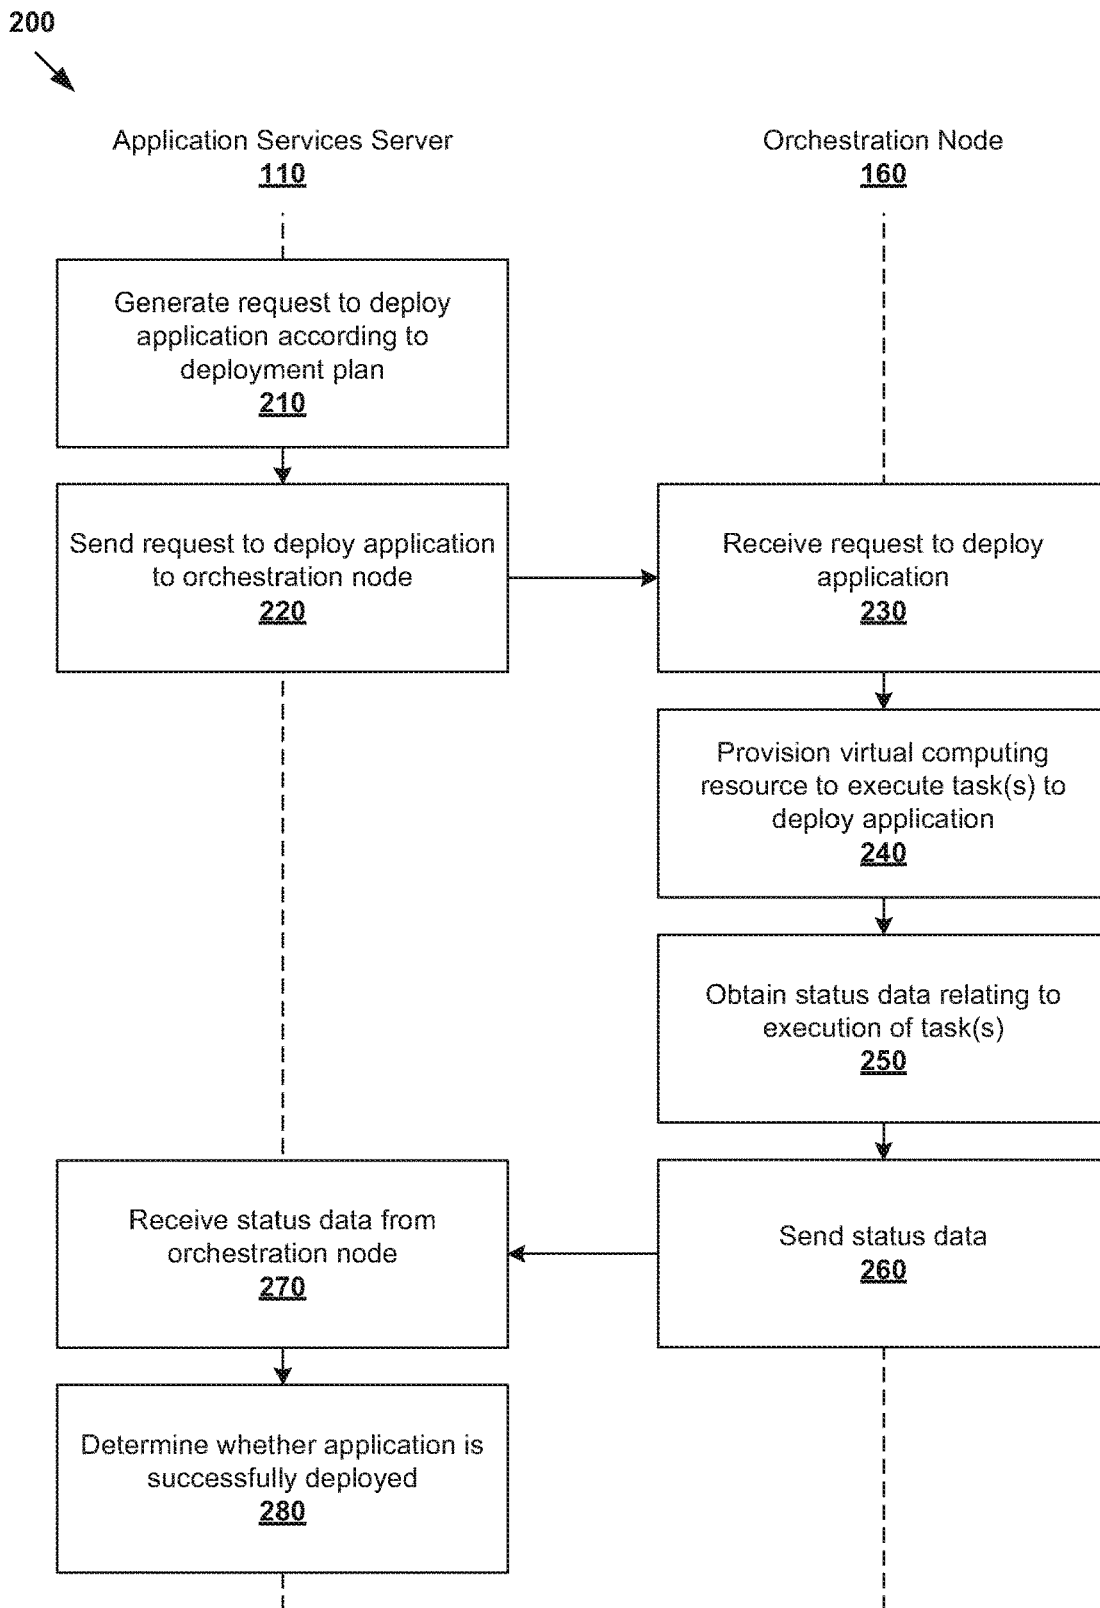 200
Application Services Server
110
Orchestration Node
160
Generate request to deploy
application according to
deployment plan
210
Send request to deploy application
to orchestration node
220
Receive request to deploy
application
230
Provision virtual computing
resource to execute task(s) to
deploy application
240
Obtain status data relating to
execution of task(s)
250
Send status data
260
Receive status data from
orchestration node
270
Determine whether application is
successfully deployed
280